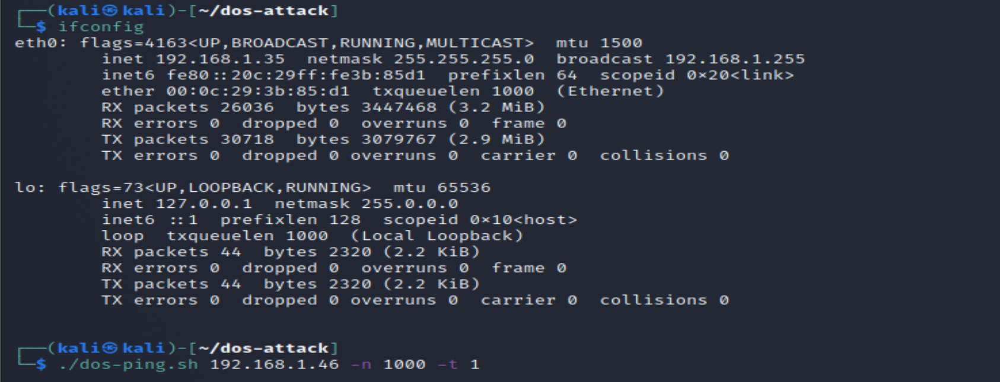 ┌──(kali㉿kali)-[~/dos-attack]
└─$ ifconfig
eth0: flags=4163<UP,BROADCAST,RUNNING,MULTICAST>  mtu 1500
        inet 192.168.1.35  netmask 255.255.255.0  broadcast 192.168.1.255
        inet6 fe80::20c:29ff:fe3b:85d1  prefixlen 64  scopeid 0×20<link>
        ether 00:0c:29:3b:85:d1  txqueuelen 1000  (Ethernet)
        RX packets 26036  bytes 3447468 (3.2 MiB)
        RX errors 0  dropped 0  overruns 0  frame 0
        TX packets 30718  bytes 3079767 (2.9 MiB)
        TX errors 0  dropped 0 overruns 0  carrier 0  collisions 0

lo: flags=73<UP,LOOPBACK,RUNNING>  mtu 65536
        inet 127.0.0.1  netmask 255.0.0.0
        inet6 ::1  prefixlen 128  scopeid 0×10<host>
        loop  txqueuelen 1000  (Local Loopback)
        RX packets 44  bytes 2320 (2.2 KiB)
        RX errors 0  dropped 0  overruns 0  frame 0
        TX packets 44  bytes 2320 (2.2 KiB)
        TX errors 0  dropped 0 overruns 0  carrier 0  collisions 0

┌──(kali㉿kali)-[~/dos-attack]
└─$ ./dos-ping.sh 192.168.1.46 -n 1000 -t 1